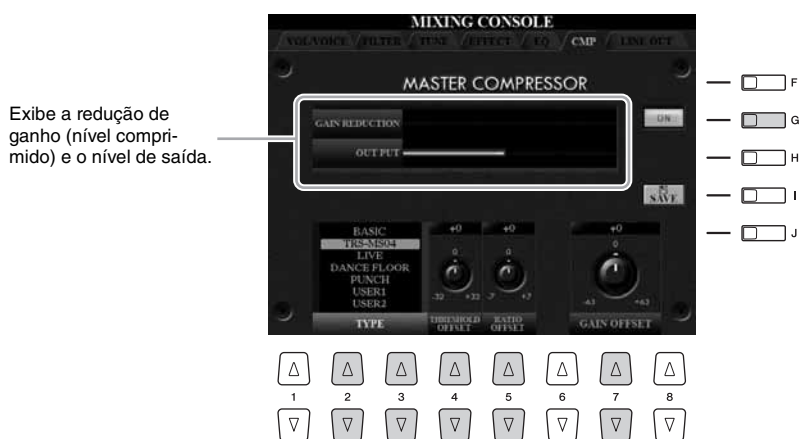 MIXING CONSOLE
VOL/VOICE FILTER TUNE EFFECT EQ CMP LINE OUT
MASTER COMPRESSOR
F
Exibe a redução de
ganho (nível compri-
mido) e o nível de saída.
GAIN REDUCTION
ON
G
OUT PUT
H
SAVE
I
J
BASIC
TRS-MS04
LIVE
DANCE FLOOR
PUNCH
USER1
USER2
TYPE
+0
0
-32 +32
THRESHOLD
OFFSET
+0
0
-7 +7
RATIO
OFFSET
+0
0
-63 +63
GAIN OFFSET
1 2 3 4 5 6 7 8